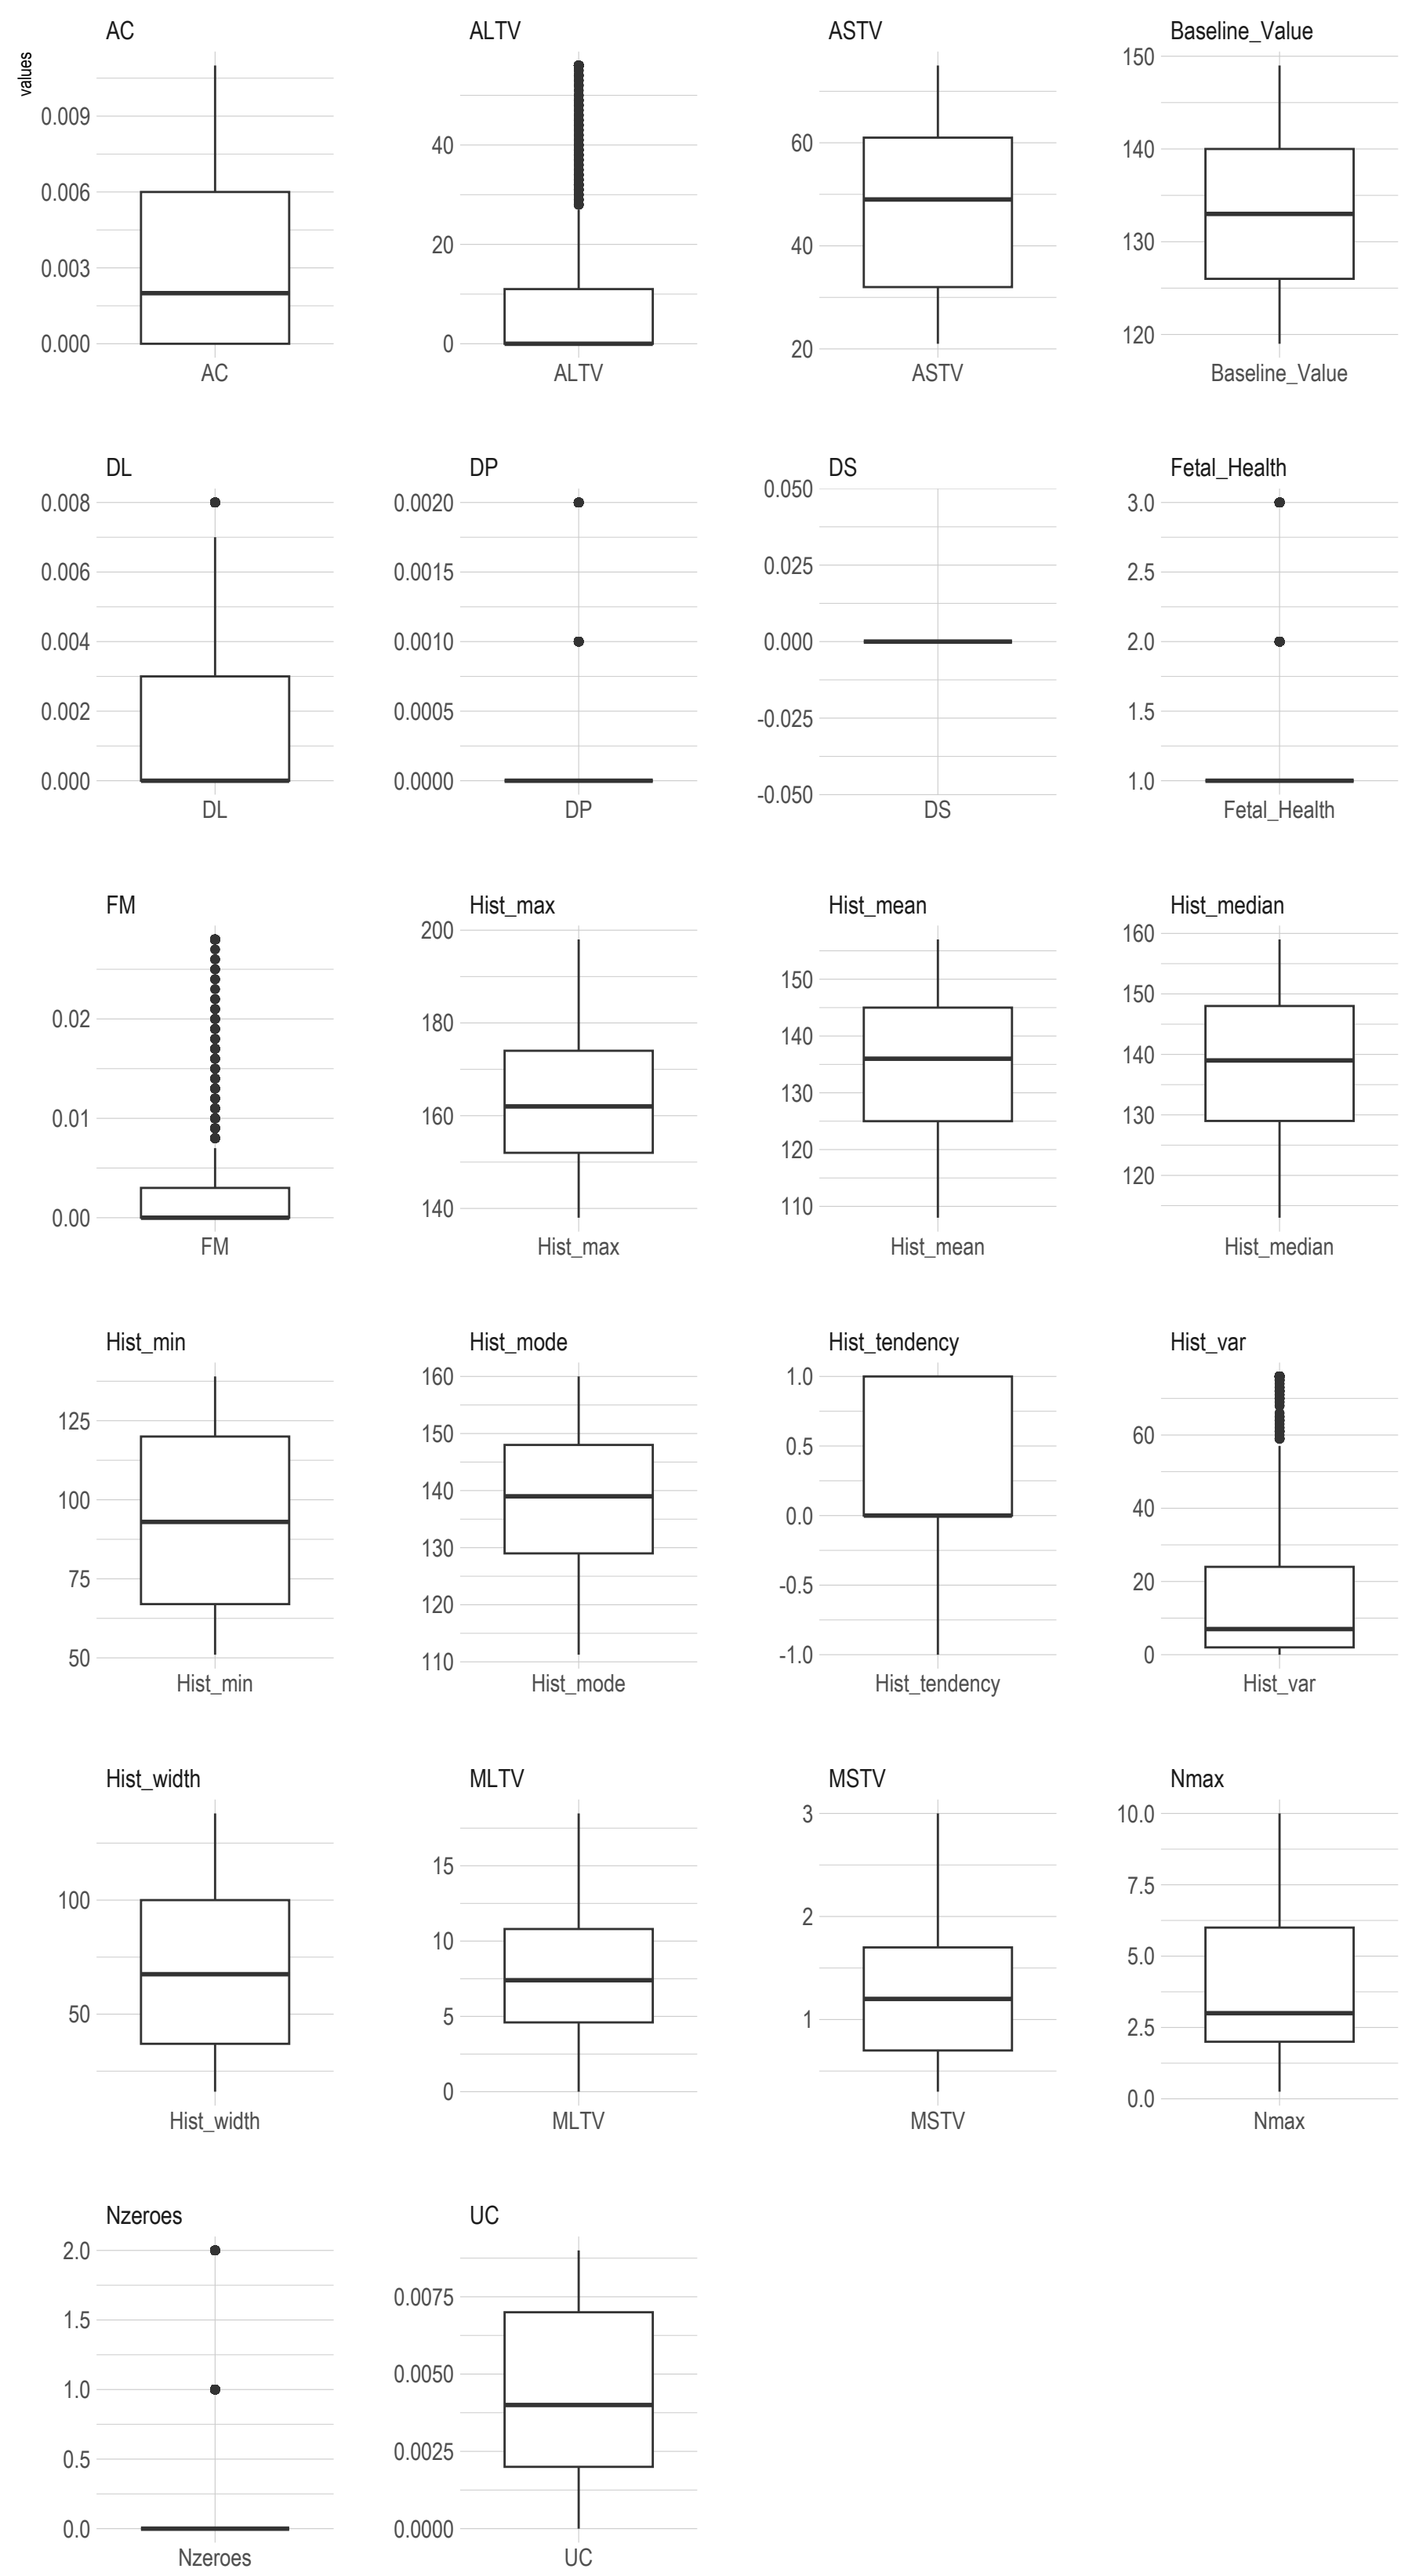 values
AC
0.009
0.006
0.003
0.000
AC
ALTV
40
20
0
ALTV
ASTV
60
40
20
ASTV
Baseline_Value
150
140
130
120
Baseline_Value
DL
0.008
0.006
0.004
0.002
0.000
DL
DP
0.0020
0.0015
0.0010
0.0005
0.0000
DP
DS
0.050
0.025
0.000
-0.025
-0.050
DS
Fetal_Health
3.0
2.5
2.0
1.5
1.0
Fetal_Health
FM
0.02
0.01
0.00
FM
Hist_max
200
180
160
140
Hist_max
Hist_mean
150
140
130
120
110
Hist_mean
Hist_median
160
150
140
130
120
Hist_median
Hist_min
125
100
75
50
Hist_min
Hist_mode
160
150
140
130
120
110
Hist_mode
Hist_tendency
1.0
0.5
0.0
-0.5
-1.0
Hist_tendency
Hist_var
60
40
20
0
Hist_var
Hist_width
100
50
Hist_width
MLTV
15
10
5
0
MLTV
MSTV
3
2
1
MSTV
Nmax
10.0
7.5
5.0
2.5
0.0
Nmax
Nzeroes
2.0
1.5
1.0
0.5
0.0
Nzeroes
UC
0.0075
0.0050
0.0025
0.0000
UC